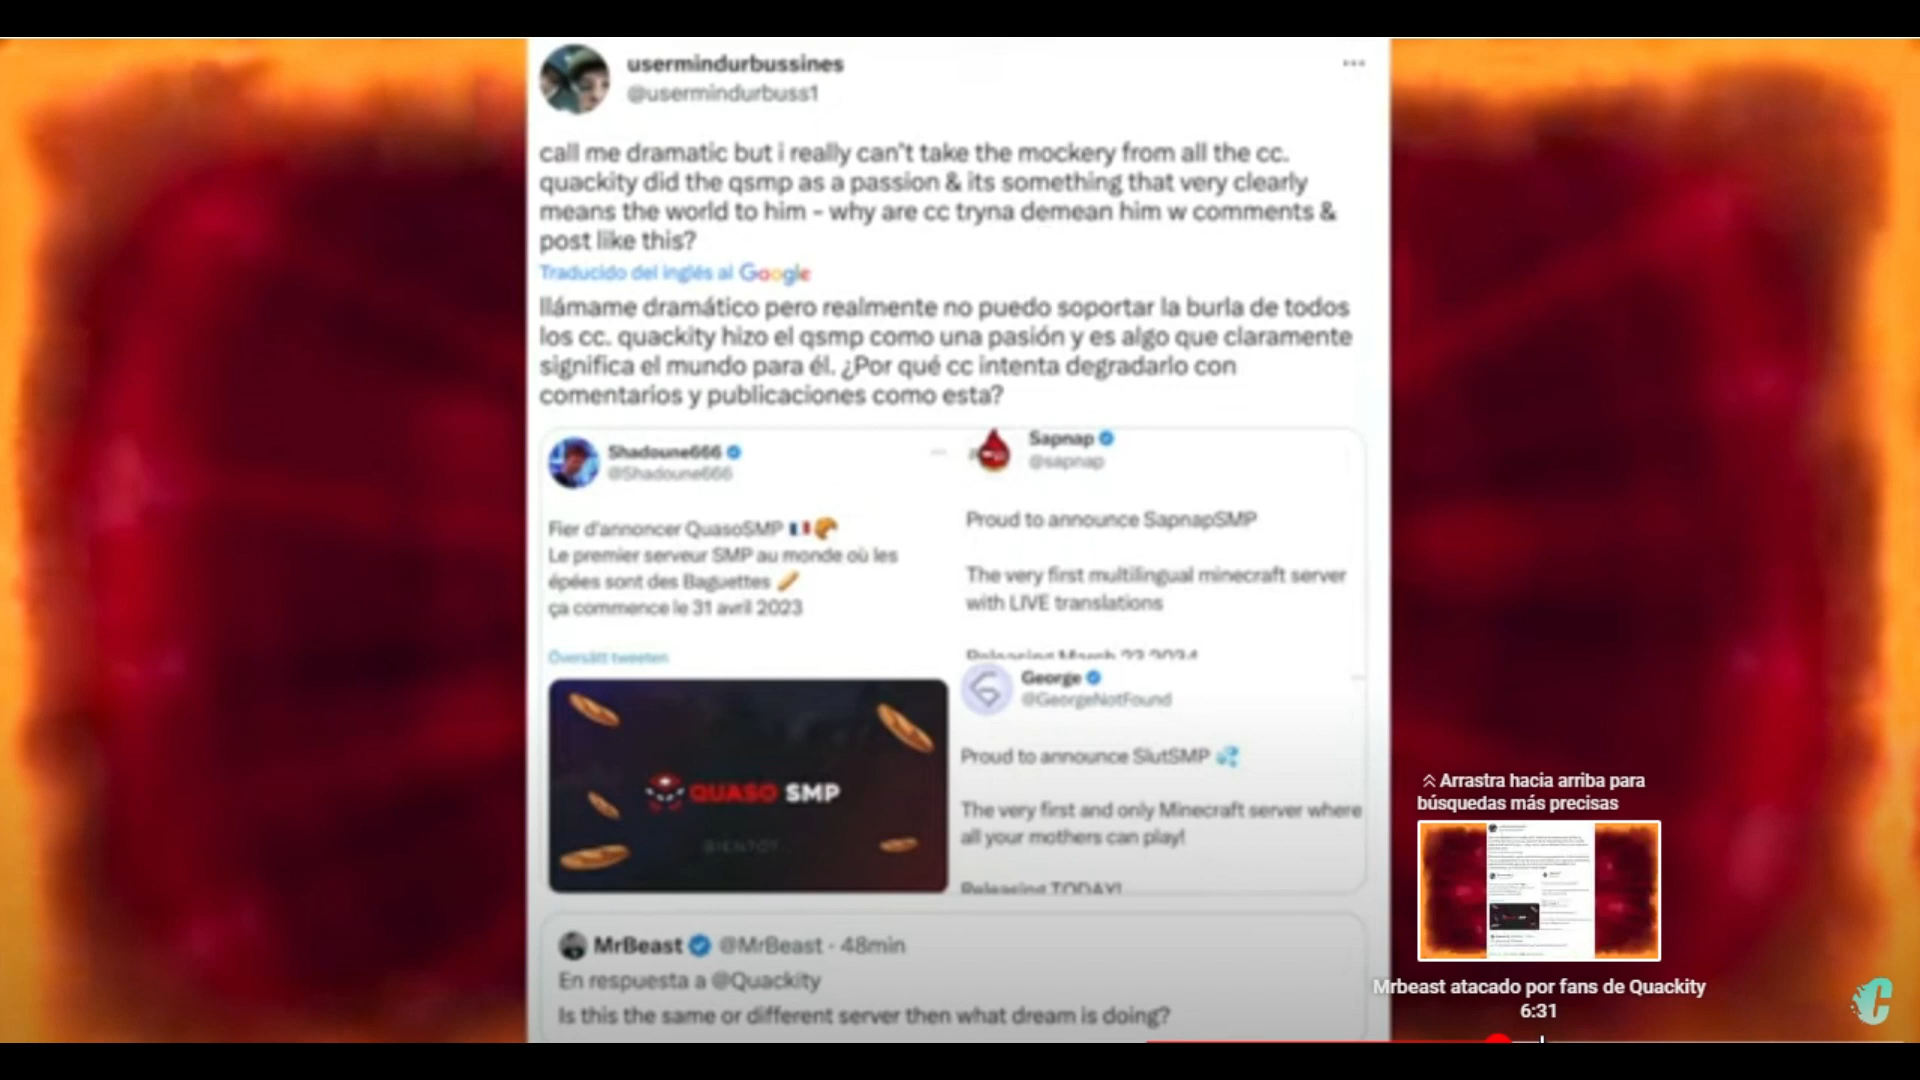 usermindurbussines
@usermindurbuss1
call me dramatic but i really can't take the mockery from all the cc.
quackity did the qsmp as a passion & its something that very clearly
means the world to him - why are cc tryna demean him w comments &
post like this?
Traducido del inglés al Google
llámame dramático pero realmente no puedo soportar la burla de todos
los cc. quackity hizo el qsmp como una pasión y es algo que claramente
significa el mundo para él. ¿Por qué cc intenta degradarlo con
comentarios y publicaciones como esta?
Shadoune666
@Shadoune666
Fier d'annoncer QuasoSMP 🇫🇷🥐
Le premier serveur SMP au monde où les
épées sont des Baguettes 🥖
ça commence le 31 avril 2023
Översätt tweeten
QUASO SMP
BIENTÔT
Sapnap
@sapnap
Proud to announce SapnapSMP
The very first multilingual minecraft server
with LIVE translations
Releasing March 23 2024
George
@GeorgeNotFound
Proud to announce SlutSMP 💦
The very first and only Minecraft server where
all your mothers can play!
Releasing TODAY!
MrBeast @MrBeast · 48min
En respuesta a @Quackity
Is this the same or different server then what dream is doing?
Arrastra hacia arriba para
búsquedas más precisas
Mrbeast atacado por fans de Quackity
6:31